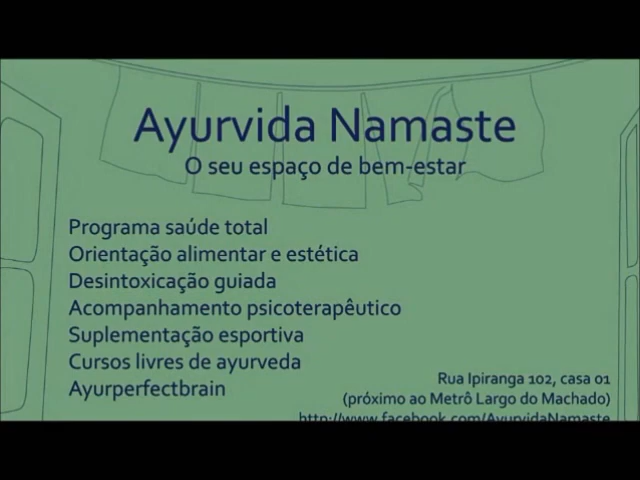 Ayurvida Namaste
O seu espaço de bem-estar
Programa saúde total
Orientação alimentar e estética
Desintoxicação guiada
Acompanhamento psicoterapêutico
Suplementação esportiva
Cursos livres de ayurveda
Ayurperfectbrain
Rua Ipiranga 102, casa 01
(próximo ao Metrô Largo do Machado)
http://www.facebook.com/AyurvidaNamaste